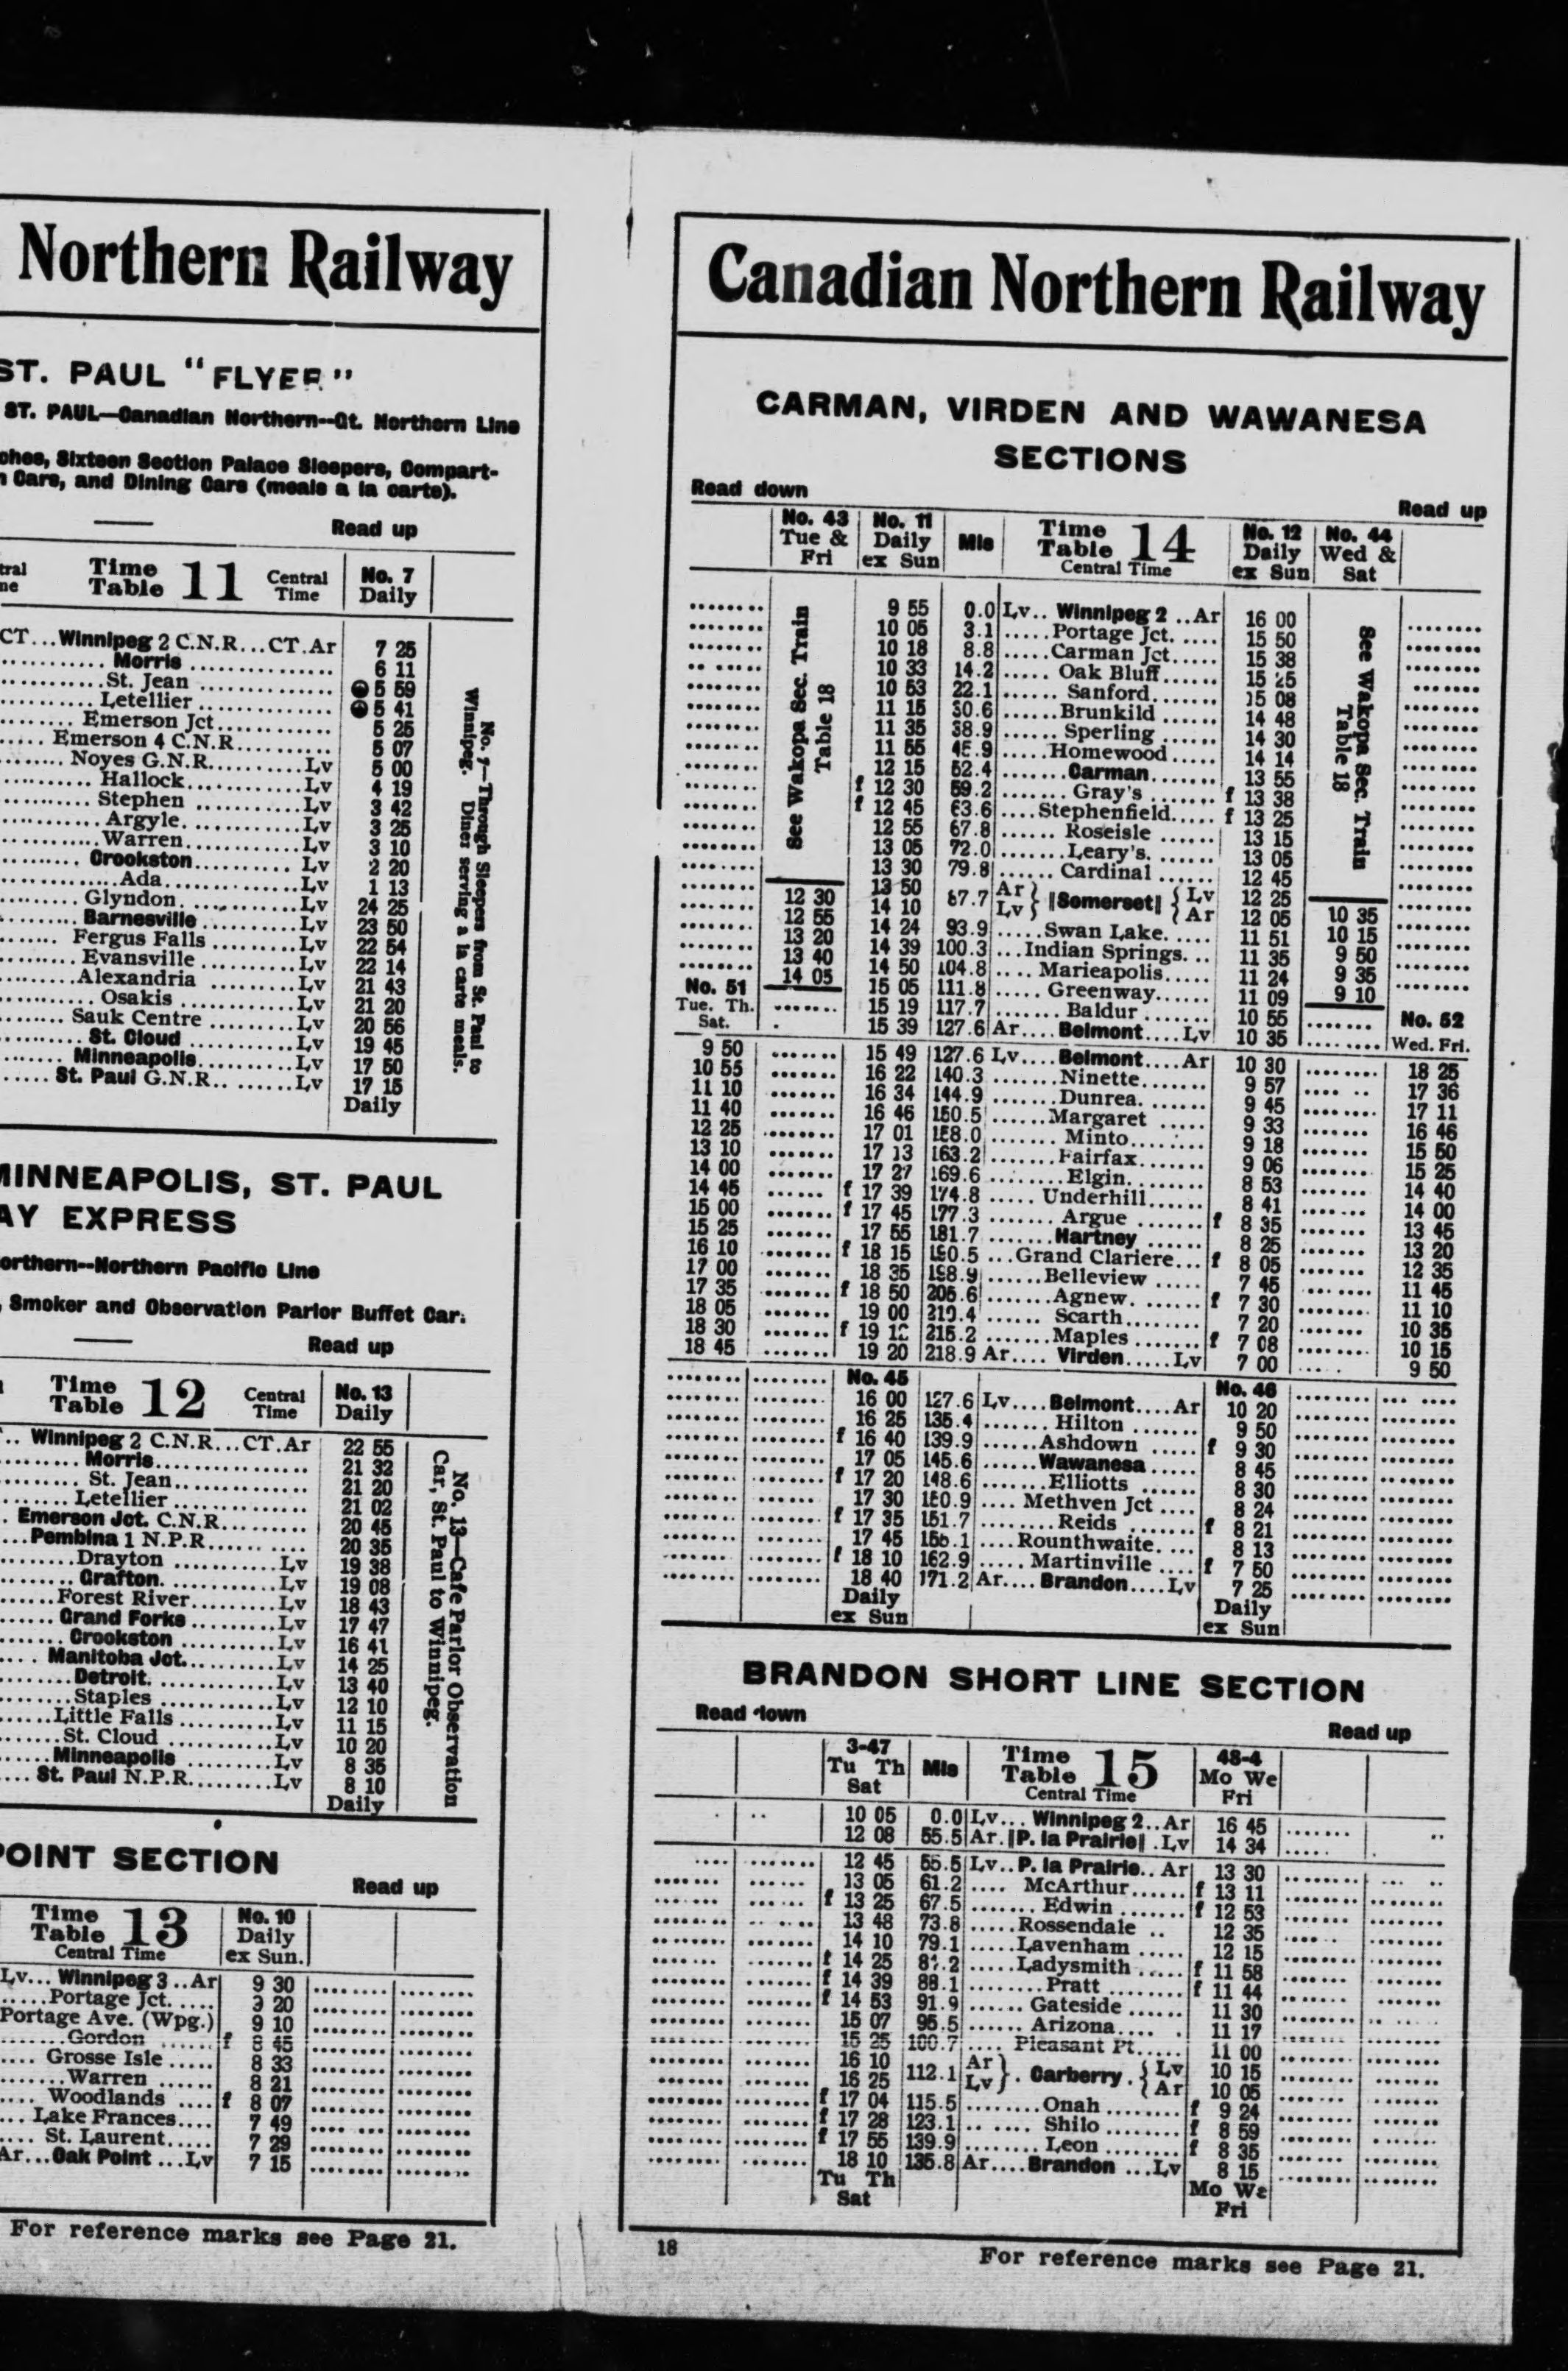 Northern Railway
ST. PAUL "FLYER"
ST. PAUL—Canadian Northern--Gt. Northern Line
ches, Sixteen Section Palace Sleepers, Compart-
n Cars, and Dining Cars (meals a la carte).
Read up
tral Time Table 11 Central Time No. 7 Daily
CT...Winnipeg 2 C.N.R...CT.Ar 7 25
Morris 6 11
St. Jean 5 59
Letellier 5 41
Emerson Jct 5 25
Emerson 4 C.N.R. 5 07
Noyes G.N.R. Lv 5 00
Hallock Lv 4 19
Stephen Lv 3 42
Argyle Lv 3 25
Warren Lv 3 10
Crookston Lv 2 20
Ada Lv 1 13
Glyndon Lv 24 25
Barnesville Lv 23 50
Fergus Falls Lv 22 54
Evansville Lv 22 14
Alexandria Lv 21 43
Osakis Lv 21 20
Sauk Centre Lv 20 56
St. Cloud Lv 19 45
Minneapolis Lv 17 50
St. Paul G.N.R. Lv 17 15
Daily
No. 7—Through Sleepers from St. Paul to
Winnipeg. Diner serving a la carte meals.
MINNEAPOLIS, ST. PAUL
AY EXPRESS
orthern--Northern Pacific Line
, Smoker and Observation Parlor Buffet Car.
Read up
Time Table 12 Central Time No. 13 Daily
Winnipeg 2 C.N.R...CT.Ar 22 55
Morris 21 32
St. Jean 21 20
Letellier 21 02
Emerson Jct. C.N.R. 20 45
Pembina 1 N.P.R. 20 35
Drayton Lv 19 38
Grafton Lv 19 08
Forest River Lv 18 43
Grand Forks Lv 17 47
Crookston Lv 16 41
Manitoba Jct. Lv 14 25
Detroit Lv 13 40
Staples Lv 12 10
Little Falls Lv 11 15
St. Cloud Lv 10 20
Minneapolis Lv 8 35
St. Paul N.P.R. Lv 8 10
Daily
No. 13—Cafe Parlor Observation
Car, St. Paul to Winnipeg.
POINT SECTION
Read up
Time Table 13 Central Time No. 10 Daily ex Sun.
Lv... Winnipeg 3 ..Ar 9 30
Portage Jct. 9 20
Portage Ave. (Wpg.) 9 10
Gordon f 8 45
Grosse Isle 8 33
Warren 8 21
Woodlands f 8 07
Lake Frances 7 49
St. Laurent 7 29
Ar...Oak Point ...Lv 7 15
For reference marks see Page 21.
Canadian Northern Railway
CARMAN, VIRDEN AND WAWANESA
SECTIONS
Read down Read up
No. 43 Tue & Fri No. 11 Daily ex Sun Mls Time Table 14 Central Time No. 12 Daily ex Sun No. 44 Wed & Sat
See Wakopa Sec. Train Table 18
See Wakopa Sec. Train Table 18
9 55 0.0 Lv.. Winnipeg 2 ..Ar 16 00
10 05 3.1 Portage Jct. 15 50
10 18 8.8 Carman Jct. 15 38
10 33 14.2 Oak Bluff 15 25
10 53 22.1 Sanford 15 08
11 15 30.6 Brunkild 14 48
11 35 38.9 Sperling 14 30
11 55 45.9 Homewood 14 14
12 15 52.4 Carman 13 55
f 12 30 59.2 Gray's f 13 38
f 12 45 63.6 Stephenfield f 13 25
12 55 67.8 Roseisle 13 15
13 05 72.0 Leary's. 13 05
13 30 79.8 Cardinal 12 45
13 50 87.7 Ar ‖Somerset‖ Lv 12 25
12 30 14 10 Lv Ar 12 05 10 35
12 55 14 24 93.9 Swan Lake 11 51 10 15
13 20 14 39 100.3 Indian Springs 11 35 9 50
13 40 14 50 104.8 Marieapolis 11 24 9 35
14 05 15 05 111.8 Greenway 11 09 9 10
No. 51 Tue. Th. Sat. 15 19 117.7 Baldur 10 55 No. 52 Wed. Fri.
15 39 127.6 Ar....Belmont....Lv 10 35
9 50 15 49 127.6 Lv....Belmont....Ar 10 30 18 25
10 55 16 22 140.3 Ninette 9 57 17 36
11 10 16 34 144.9 Dunrea 9 45 17 11
11 40 16 46 150.5 Margaret 9 33 16 46
12 25 17 01 158.0 Minto 9 18 15 50
13 10 17 13 163.2 Fairfax 9 06 15 25
14 00 17 27 169.6 Elgin 8 53 14 40
14 45 f 17 39 174.8 Underhill 8 41 14 00
15 00 f 17 45 177.3 Argue f 8 35 13 45
15 25 17 55 181.7 Hartney 8 25 13 20
16 10 f 18 15 190.5 Grand Clariere f 8 05 12 35
17 00 18 35 198.9 Belleview 7 45 11 45
17 35 f 18 50 205.6 Agnew f 7 30 11 10
18 05 19 00 210.4 Scarth 7 20 10 35
18 30 f 19 215.2 Maples f 7 08 10 15
18 45 19 20 218.9 Ar.... Virden.....Lv 7 00 9 50
No. 45 No. 46
16 00 127.6 Lv....Belmont....Ar 10 20
16 25 135.4 Hilton 9 50
f 16 40 139.9 Ashdown f 9 30
17 05 145.6 Wawanesa 8 45
f 17 20 148.6 Elliotts 8 30
17 30 150.9 Methven Jct 8 24
f 17 35 151.7 Reids f 8 21
17 45 155.1 Rounthwaite 8 13
f 18 10 162.9 Martinville f 7 50
18 40 171.2 Ar....Brandon....Lv 7 25
Daily ex Sun Daily ex Sun
BRANDON SHORT LINE SECTION
Read down Read up
3-47 Tu Th Sat Mls Time Table 15 Central Time 48-4 Mo We Fri
10 05 0.0 Lv... Winnipeg 2..Ar 16 45
12 08 55.5 Ar.‖P. la Prairie‖.Lv 14 34
12 45 55.5 Lv..P. la Prairie..Ar 13 30
13 05 61.2 McArthur f 13 11
f 13 25 67.5 Edwin f 12 53
13 48 73.8 Rossendale 12 35
14 10 79.1 Lavenham 12 15
f 14 25 Ladysmith f 11 58
f 14 39 88.1 Pratt f 11 44
f 14 53 91.9 Gateside 11 30
15 07 95.5 Arizona 11 17
15 25 100.7 Pleasant Pt. 11 00
16 10 112.1 Ar Carberry Lv 10 15
16 25 Lv Ar 10 05
f 17 04 115.5 Onah f 9 24
f 17 28 123.1 Shilo f 8 59
f 17 55 139.9 Leon f 8 35
18 10 135.8 Ar....Brandon ...Lv 8 15
Tu Th Sat Mo We Fri
18 For reference marks see Page 21.